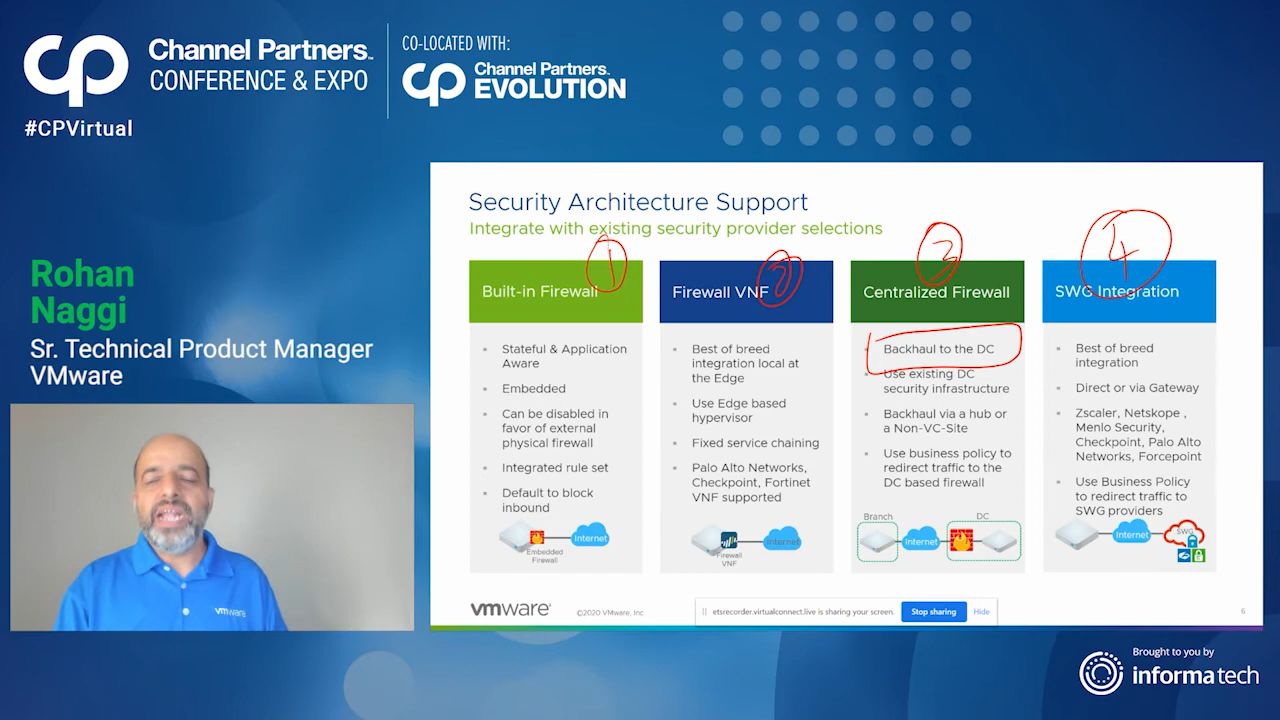 Channel Partners™
CONFERENCE & EXPO
CO-LOCATED WITH:
Channel Partners™
EVOLUTION
#CPVirtual
Rohan
Naggi
Sr. Technical Product Manager
VMware
vmware
Security Architecture Support
Integrate with existing security provider selections
1
2
3
4
Built-in Firewall
Stateful & Application
Aware
Embedded
Can be disabled in
favor of external
physical firewall
Integrated rule set
Default to block
inbound
Embedded
Firewall
Internet
Firewall VNF
Best of breed
integration local at
the Edge
Use Edge based
hypervisor
Fixed service chaining
Palo Alto Networks,
Checkpoint, Fortinet
VNF supported
Firewall
VNF
Internet
Centralized Firewall
Backhaul to the DC
Use existing DC
security infrastructure
Backhaul via a hub or
a Non-VC-Site
Use business policy to
redirect traffic to the
DC based firewall
Branch
Internet
DC
SWG Integration
Best of breed
integration
Direct or via Gateway
Zscaler, Netskope ,
Menlo Security,
Checkpoint, Palo Alto
Networks, Forcepoint
Use Business Policy
to redirect traffic to
SWG providers
Internet
SWG
vmware®
©2020 VMware, Inc.
etsrecorder.virtualconnect.live is sharing your screen.
Stop sharing
Hide
6
Brought to you by
informatech